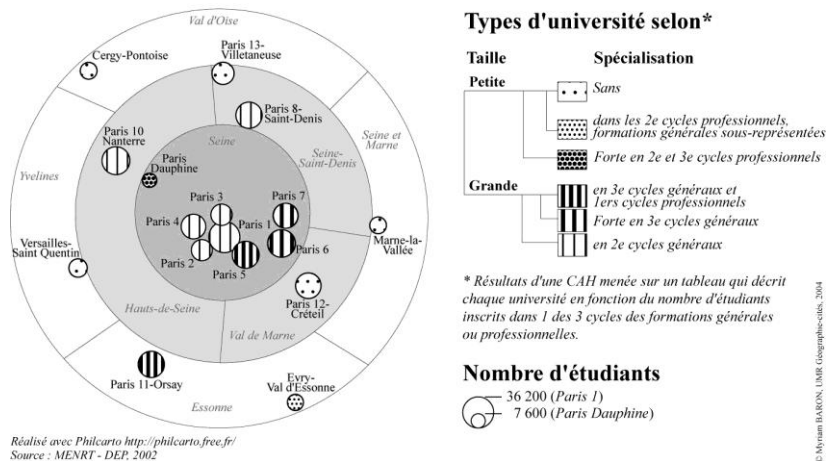 Val d'Oise
Cergy-Pontoise
Paris 13-
Villetaneuse
Paris 8-
Saint-Denis
Seine et
Marne
Paris 10
Nanterre
Seine
Paris
Dauphine
Seine-
Saint-Denis
Yvelines
Paris 3
Paris 7
Paris 4
Paris 1
Paris 2
Paris 6
Paris 5
Marne-la-
Vallée
Versailles-
Saint Quentin
Paris 12-
Créteil
Hauts-de-Seine
Val de Marne
Paris 11-Orsay
Evry-
Val d'Essonne
Essonne
Réalisé avec Philcarto http://philcarto.free.fr/
Source : MENRT - DEP, 2002
Types d'université selon*
Taille Spécialisation
Petite
Sans
dans les 2e cycles professionnels,
formations générales sous-représentées
Forte en 2e et 3e cycles professionnels
Grande
en 3e cycles généraux et
1ers cycles professionnels
Forte en 3e cycles généraux
en 2e cycles généraux
* Résultats d'une CAH menée sur un tableau qui décrit
chaque université en fonction du nombre d'étudiants
inscrits dans 1 des 3 cycles des formations générales
ou professionnelles.
Nombre d'étudiants
36 200 (Paris 1)
7 600 (Paris Dauphine)
© Myriam BARON, UMR Géographie-cités, 2004